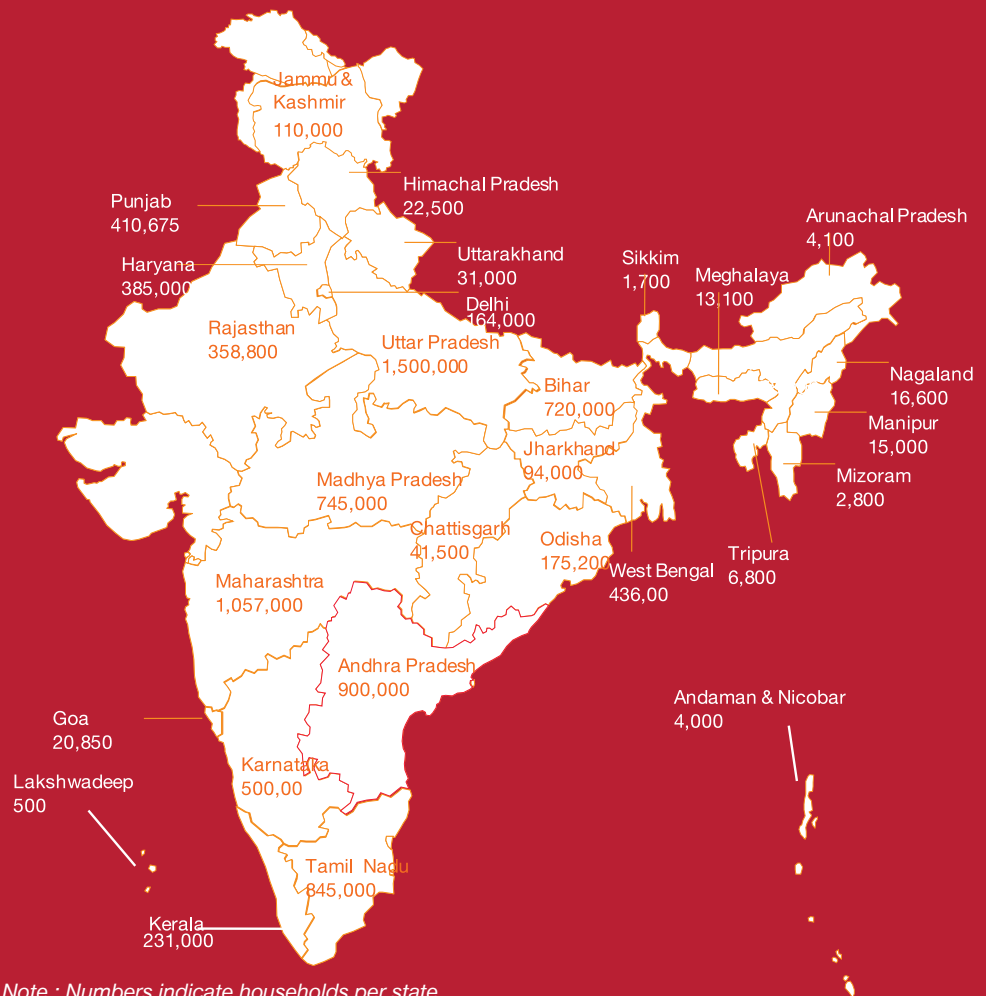 Jammu &
Kashmir
110,000
Himachal Pradesh
22,500
Punjab
410,675
Arunachal Pradesh
4,100
Uttarakhand
31,000
Sikkim
1,700
Meghalaya
13,100
Haryana
385,000
Delhi
164,000
Rajasthan
358,800
Uttar Pradesh
1,500,000
Nagaland
16,600
Bihar
720,000
Manipur
15,000
Jharkhand
94,000
Mizoram
2,800
Madhya Pradesh
745,000
Chattisgarh
41,500
Odisha
175,200
Tripura
6,800
West Bengal
436,00
Maharashtra
1,057,000
Andhra Pradesh
900,000
Andaman & Nicobar
4,000
Goa
20,850
Karnataka
500,00
Lakshwadeep
500
Tamil Nadu
845,000
Kerala
231,000
Note : Numbers indicate households per state